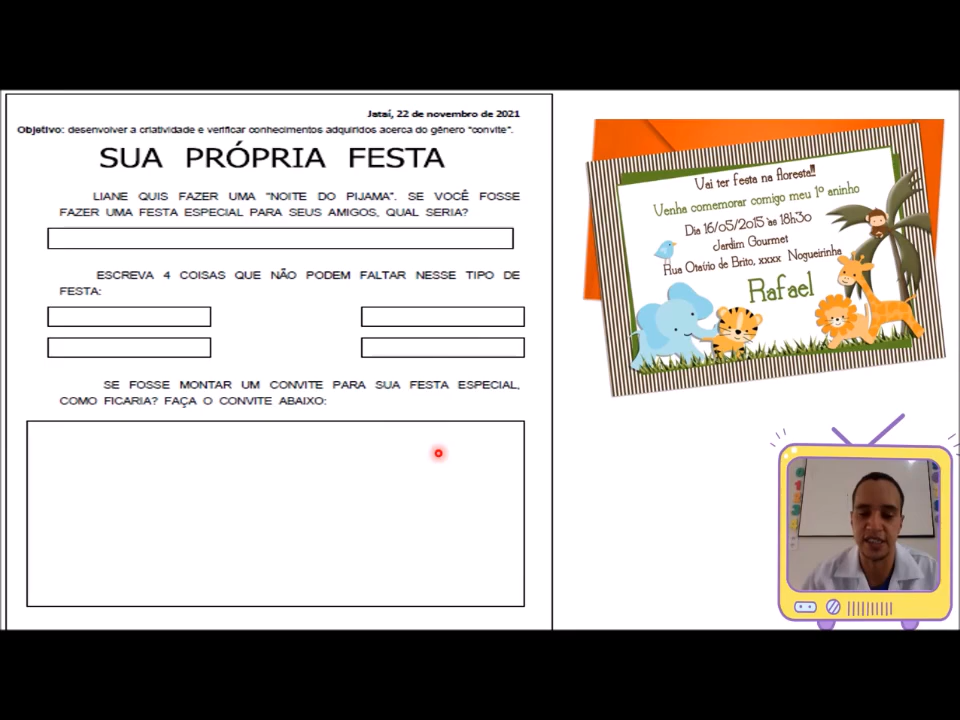 Jataí, 22 de novembro de 2021
Objetivo: desenvolver a criatividade e verificar conhecimentos adquiridos acerca do gênero "convite".
SUA PRÓPRIA FESTA
LIANE QUIS FAZER UMA "NOITE DO PIJAMA". SE VOCÊ FOSSE
FAZER UMA FESTA ESPECIAL PARA SEUS AMIGOS, QUAL SERIA?
ESCREVA 4 COISAS QUE NÃO PODEM FALTAR NESSE TIPO DE
FESTA:
SE FOSSE MONTAR UM CONVITE PARA SUA FESTA ESPECIAL,
COMO FICARIA? FAÇA O CONVITE ABAIXO:
Vai ter festa na floresta!!
Venha comemorar comigo meu 1º aninho
Dia 16/05/2015 às 18h30
Jardim Gourmet
Rua Otavio de Brito, xxxx Nogueirinha
Rafael